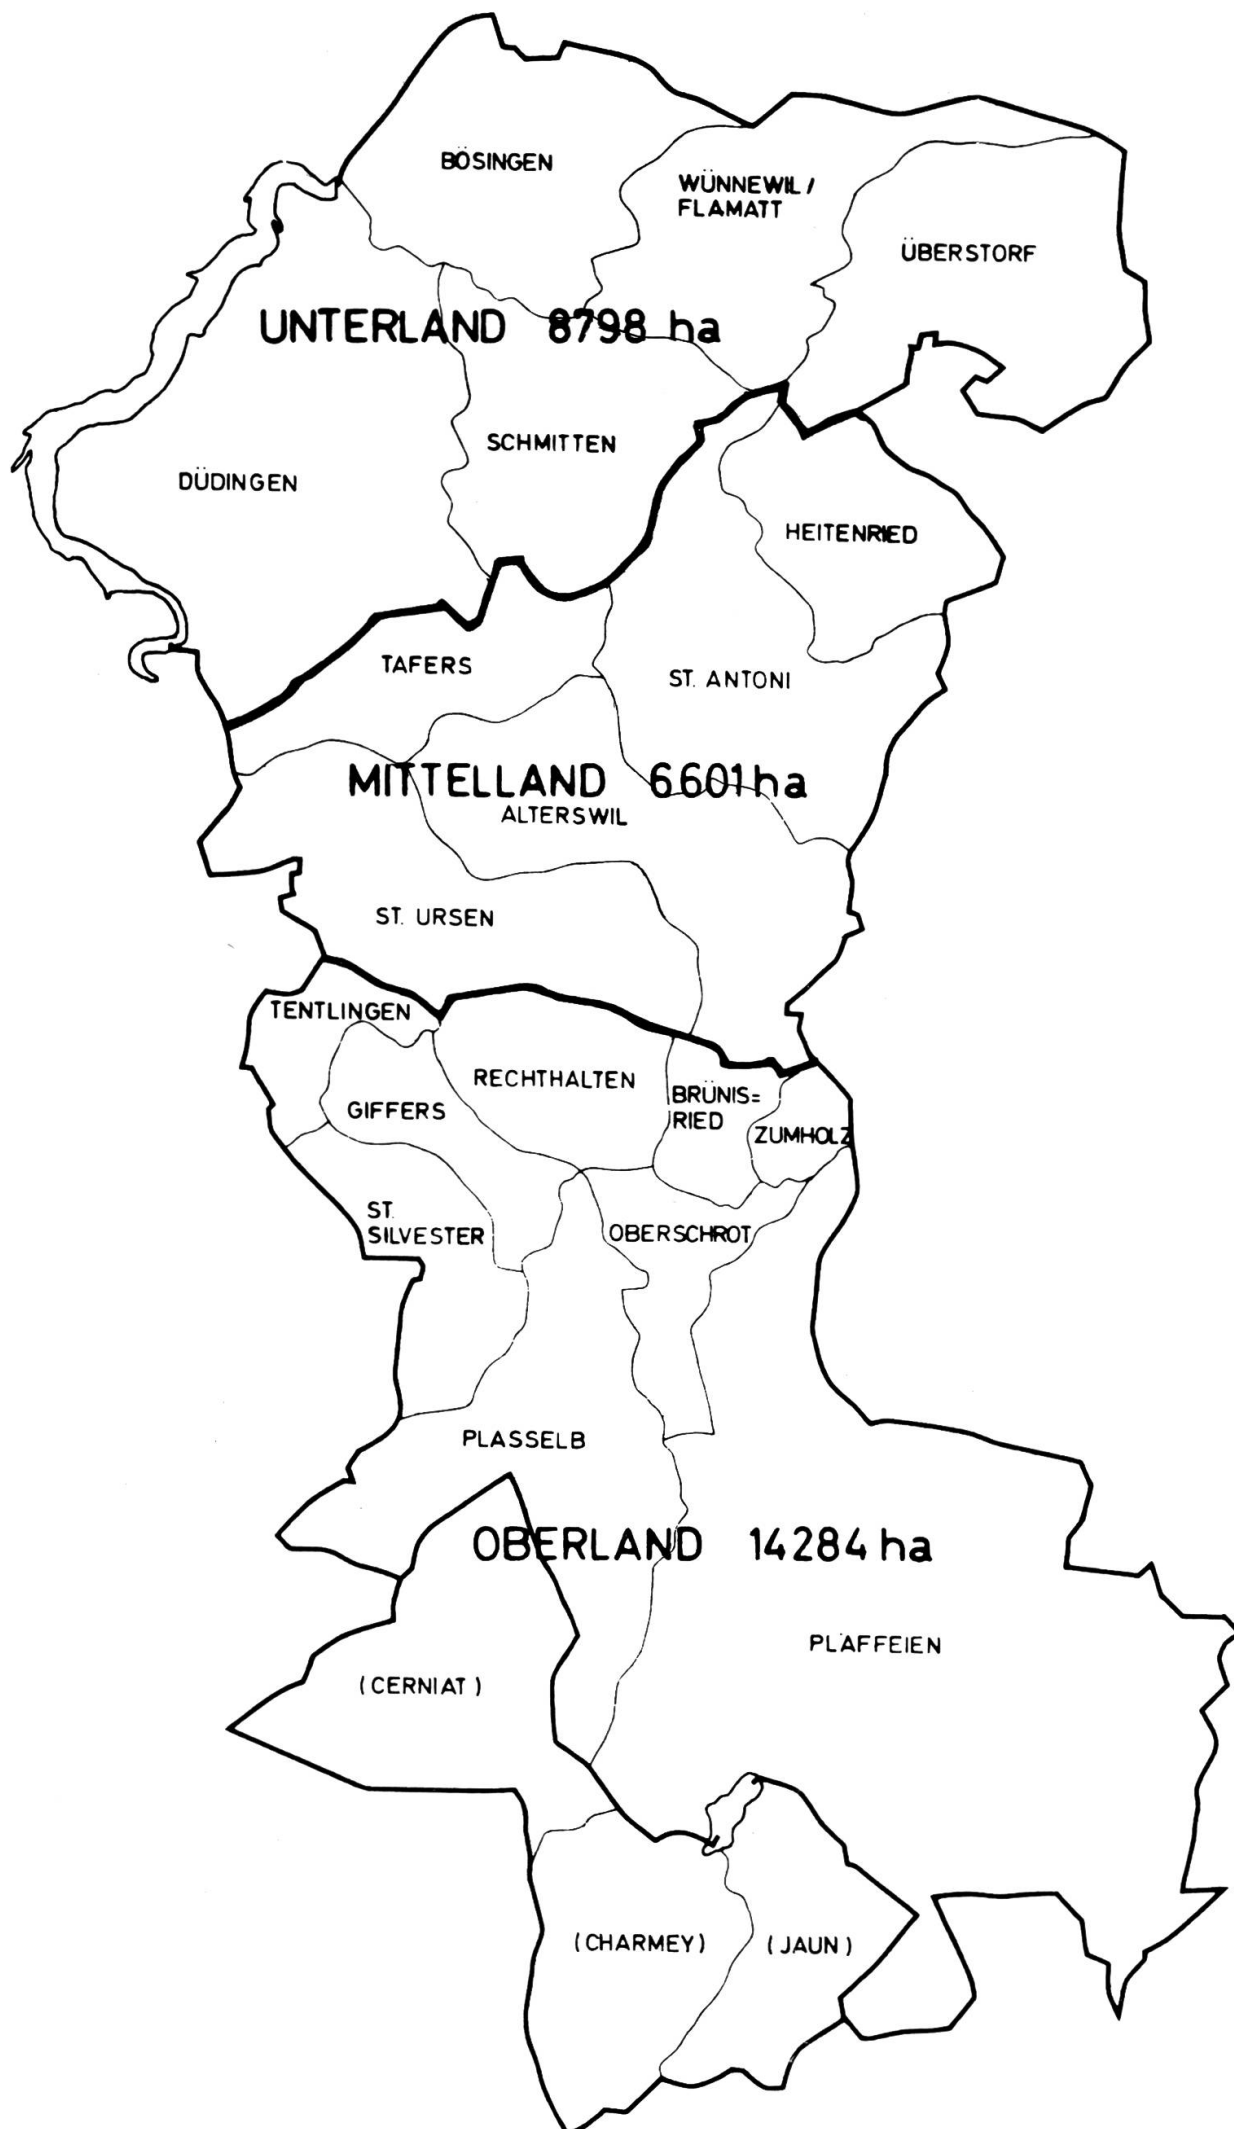 BÖSINGEN
WÜNNEWIL /
FLAMATT
ÜBERSTORF
UNTERLAND 8798 ha
SCHMITTEN
DÜDINGEN
HEITENRIED
TAFERS
ST. ANTONI
MITTELLAND 6601 ha
ALTERSWIL
ST. URSEN
TENTLINGEN
RECHTHALTEN
BRÜNIS=
RIED
GIFFERS
ZUMHOLZ
ST.
SILVESTER
OBERSCHROT
PLASSELB
OBERLAND 14284 ha
PLAFFEIEN
(CERNIAT)
(CHARMEY)
(JAUN)